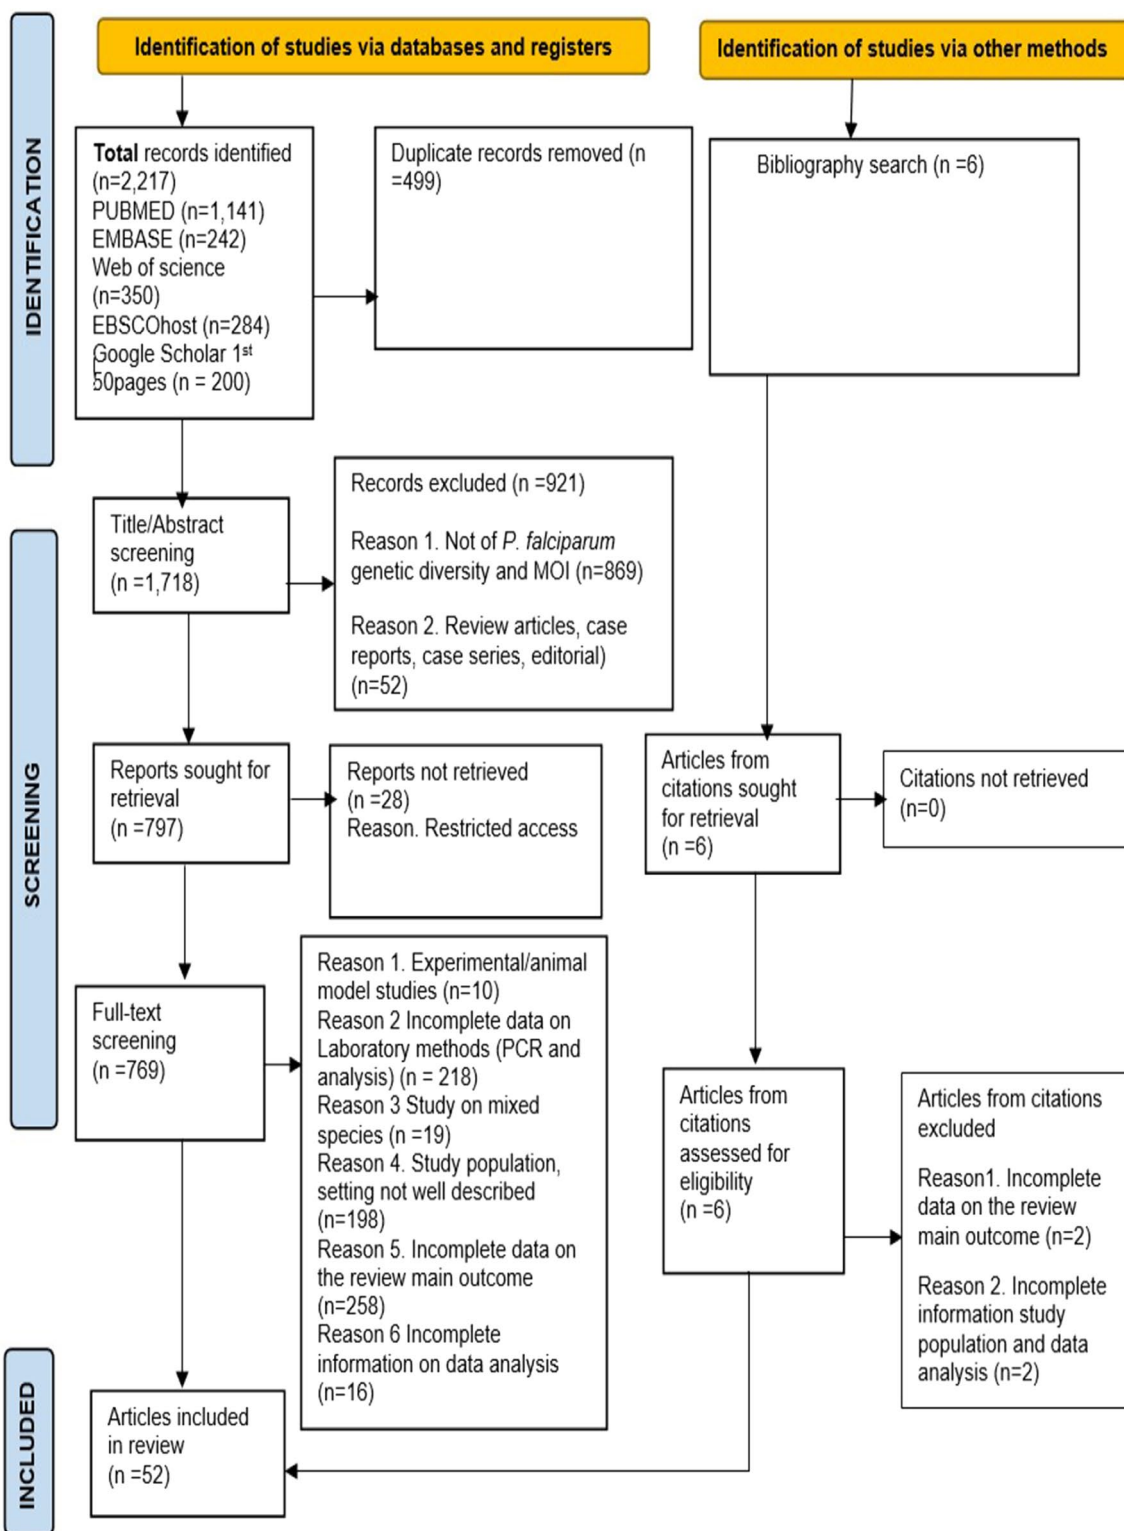 Identification of studies via databases and registers
Identification of studies via other methods
IDENTIFICATION
Total records identified
(n=2,217)
PUBMED (n=1,141)
EMBASE (n=242)
Web of science
(n=350)
EBSCOhost (n=284)
Google Scholar 1st
50pages (n = 200)
Duplicate records removed (n
=499)
Bibliography search (n =6)
SCREENING
Title/Abstract
screening
(n =1,718)
Records excluded (n =921)
Reason 1. Not of P. falciparum
genetic diversity and MOI (n=869)
Reason 2. Review articles, case
reports, case series, editorial)
(n=52)
Reports sought for
retrieval
(n =797)
Reports not retrieved
(n =28)
Reason. Restricted access
Articles from
citations sought
for retrieval
(n =6)
Citations not retrieved
(n=0)
Full-text
screening
(n =769)
Reason 1. Experimental/animal
model studies (n=10)
Reason 2 Incomplete data on
Laboratory methods (PCR and
analysis) (n = 218)
Reason 3 Study on mixed
species (n =19)
Reason 4. Study population,
setting not well described
(n=198)
Reason 5. Incomplete data on
the review main outcome
(n=258)
Reason 6 Incomplete
information on data analysis
(n=16)
Articles from
citations
assessed for
eligibility
(n =6)
Articles from citations
excluded
Reason1. Incomplete
data on the review
main outcome (n=2)
Reason 2. Incomplete
information study
population and data
analysis (n=2)
INCLUDED
Articles included
in review
(n =52)